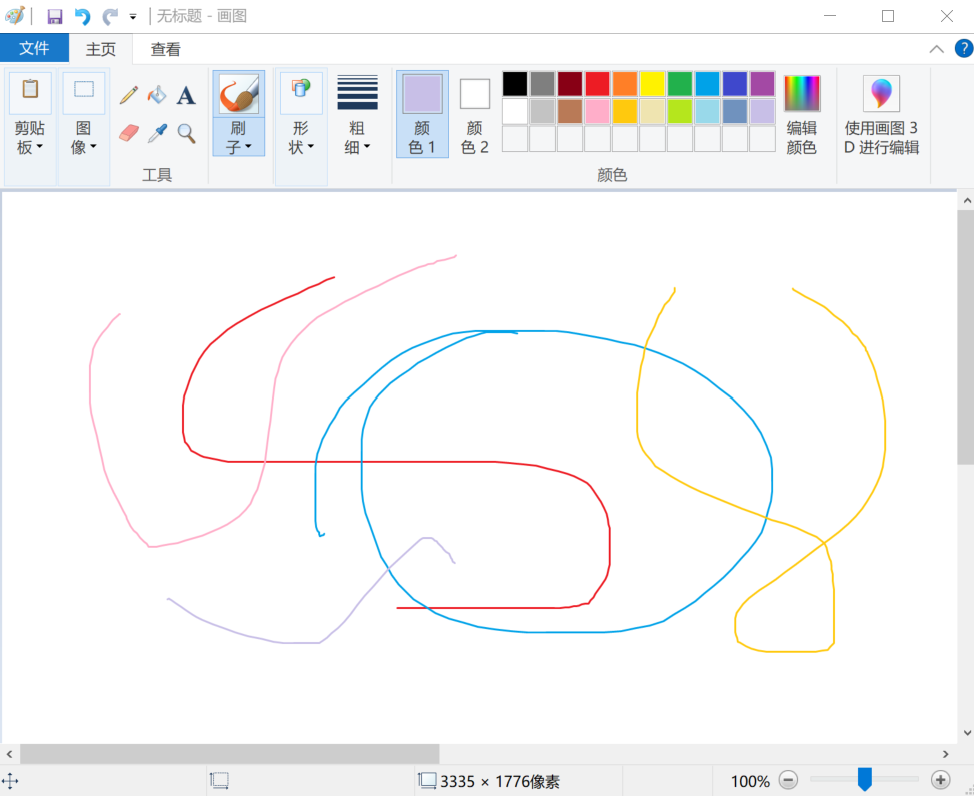 无标题 - 画图
文件 主页 查看
剪贴板 图像 刷子 形状 粗细 颜色 1 颜色 2 编辑颜色 使用画图 3D 进行编辑
A
?
工具 颜色
3335 × 1776像素 100%